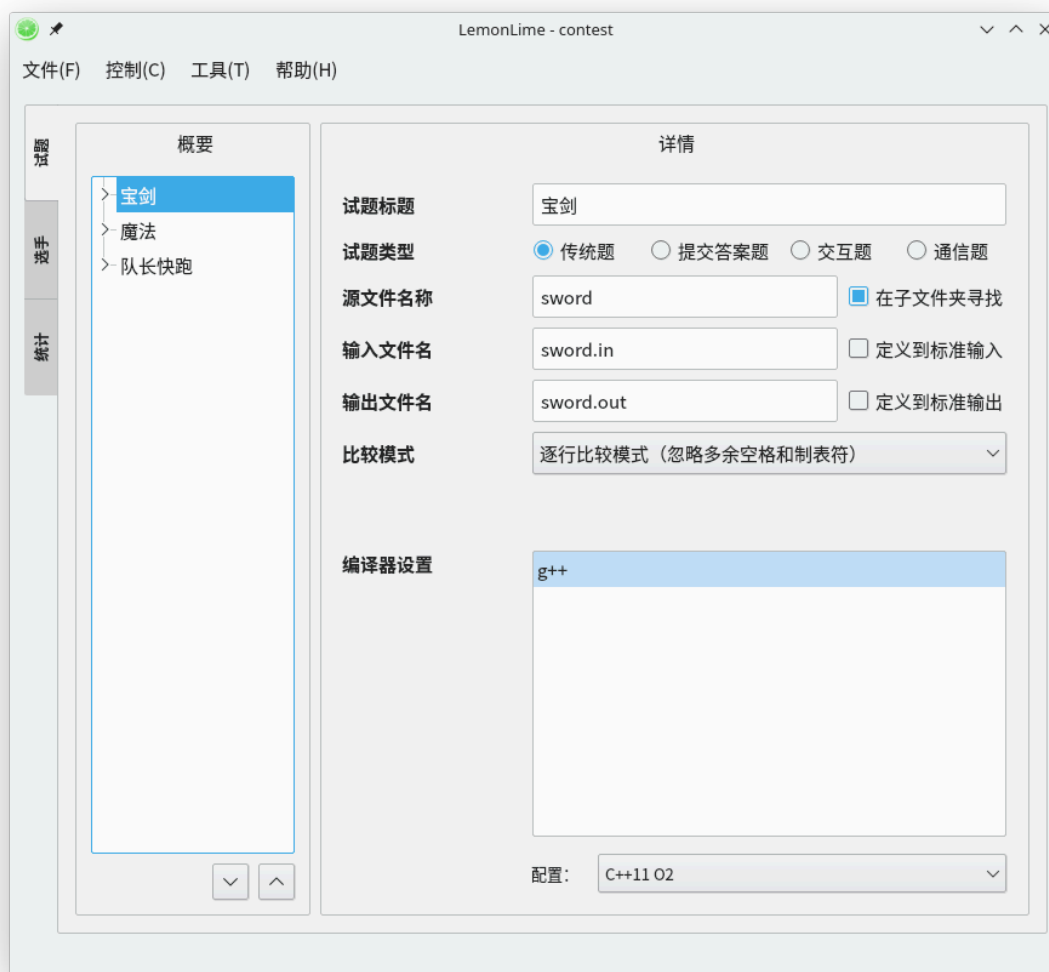 LemonLime - contest
文件(F) 控制(C) 工具(T) 帮助(H)
试题
选手
统计
概要
宝剑
魔法
队长快跑
详情
试题标题 宝剑
试题类型 传统题 提交答案题 交互题 通信题
源文件名称 sword 在子文件夹寻找
输入文件名 sword.in 定义到标准输入
输出文件名 sword.out 定义到标准输出
比较模式 逐行比较模式（忽略多余空格和制表符）
编译器设置 g++
配置： C++11 O2